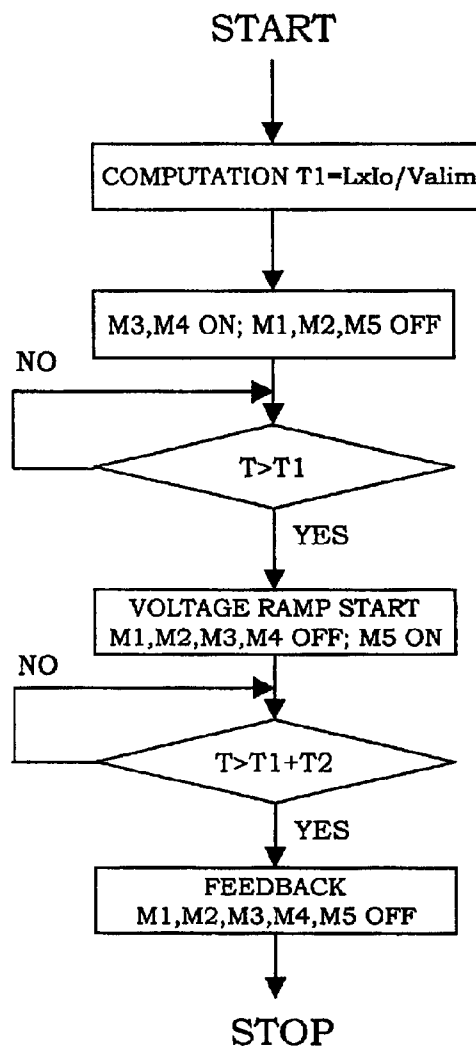 START
COMPUTATION T1=LxIo/Valim
M3,M4 ON; M1,M2,M5 OFF
NO
T>T1
YES
VOLTAGE RAMP START
M1,M2,M3,M4 OFF; M5 ON
NO
T>T1+T2
YES
FEEDBACK
M1,M2,M3,M4,M5 OFF
STOP